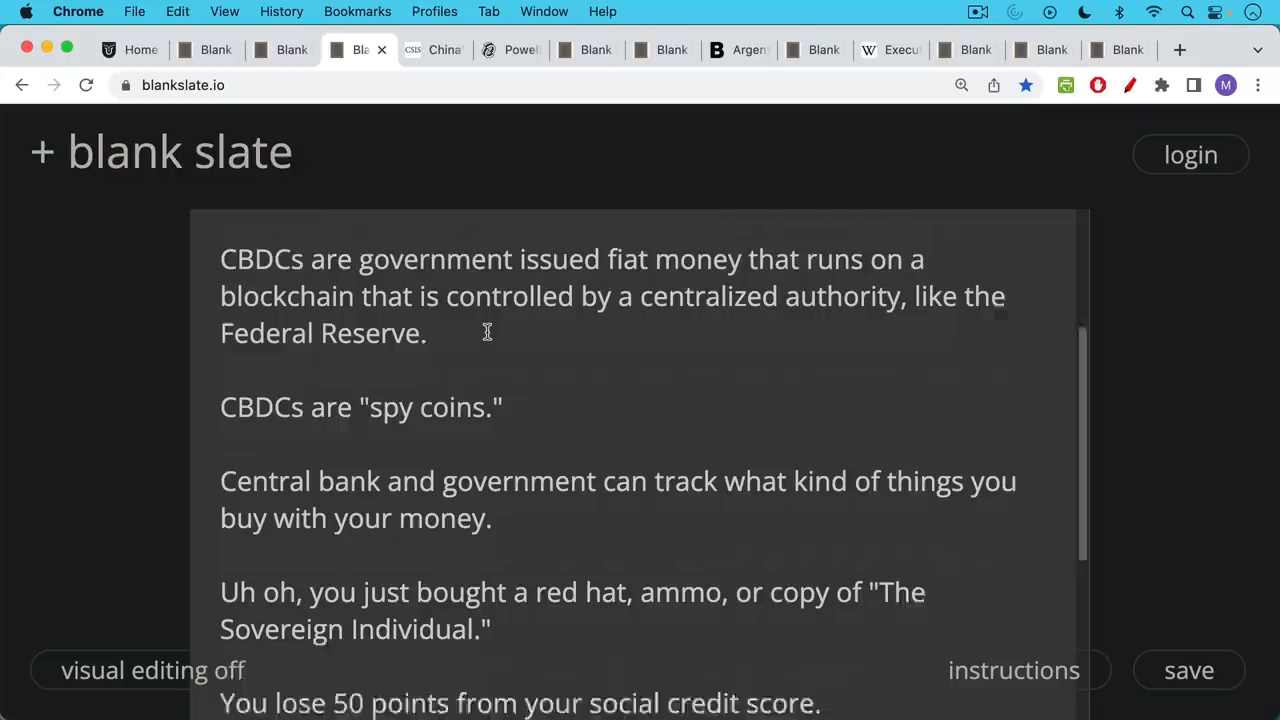 Chrome File Edit View History Bookmarks Profiles Tab Window Help
Home Blank Blank Bla CSIS China' Powell Blank Blank B Argen Blank W Execu Blank Blank Blank
blankslate.io M
+ blank slate
login
CBDCs are government issued fiat money that runs on a
blockchain that is controlled by a centralized authority, like the
Federal Reserve.
CBDCs are "spy coins."
Central bank and government can track what kind of things you
buy with your money.
Uh oh, you just bought a red hat, ammo, or copy of "The
Sovereign Individual."
visual editing off
instructions
save
You lose 50 points from your social credit score.